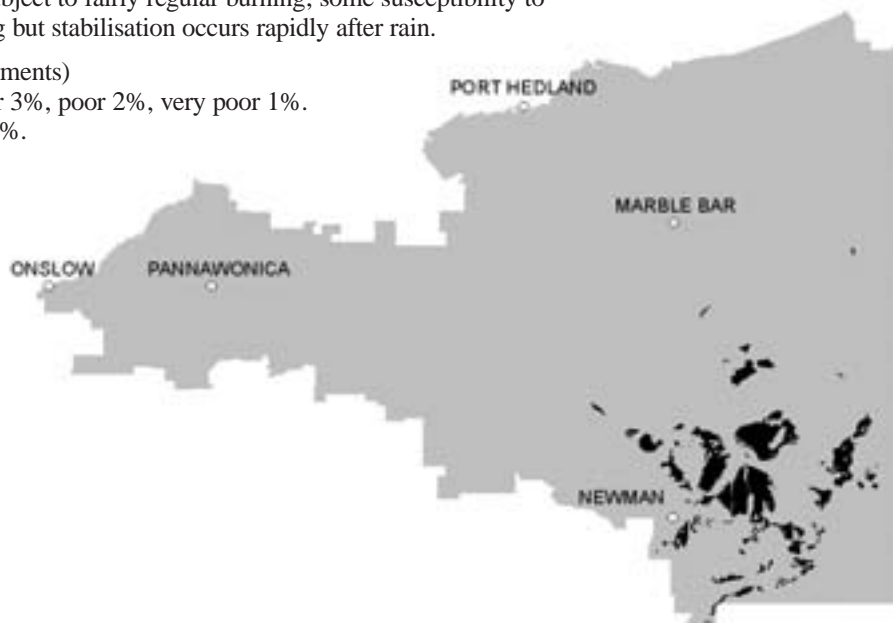 bject to fairly regular burning; some susceptibility to
g but stabilisation occurs rapidly after rain.
ments)
r 3%, poor 2%, very poor 1%.
%.
PORT HEDLAND
MARBLE BAR
ONSLOW
PANNAWONICA
NEWMAN